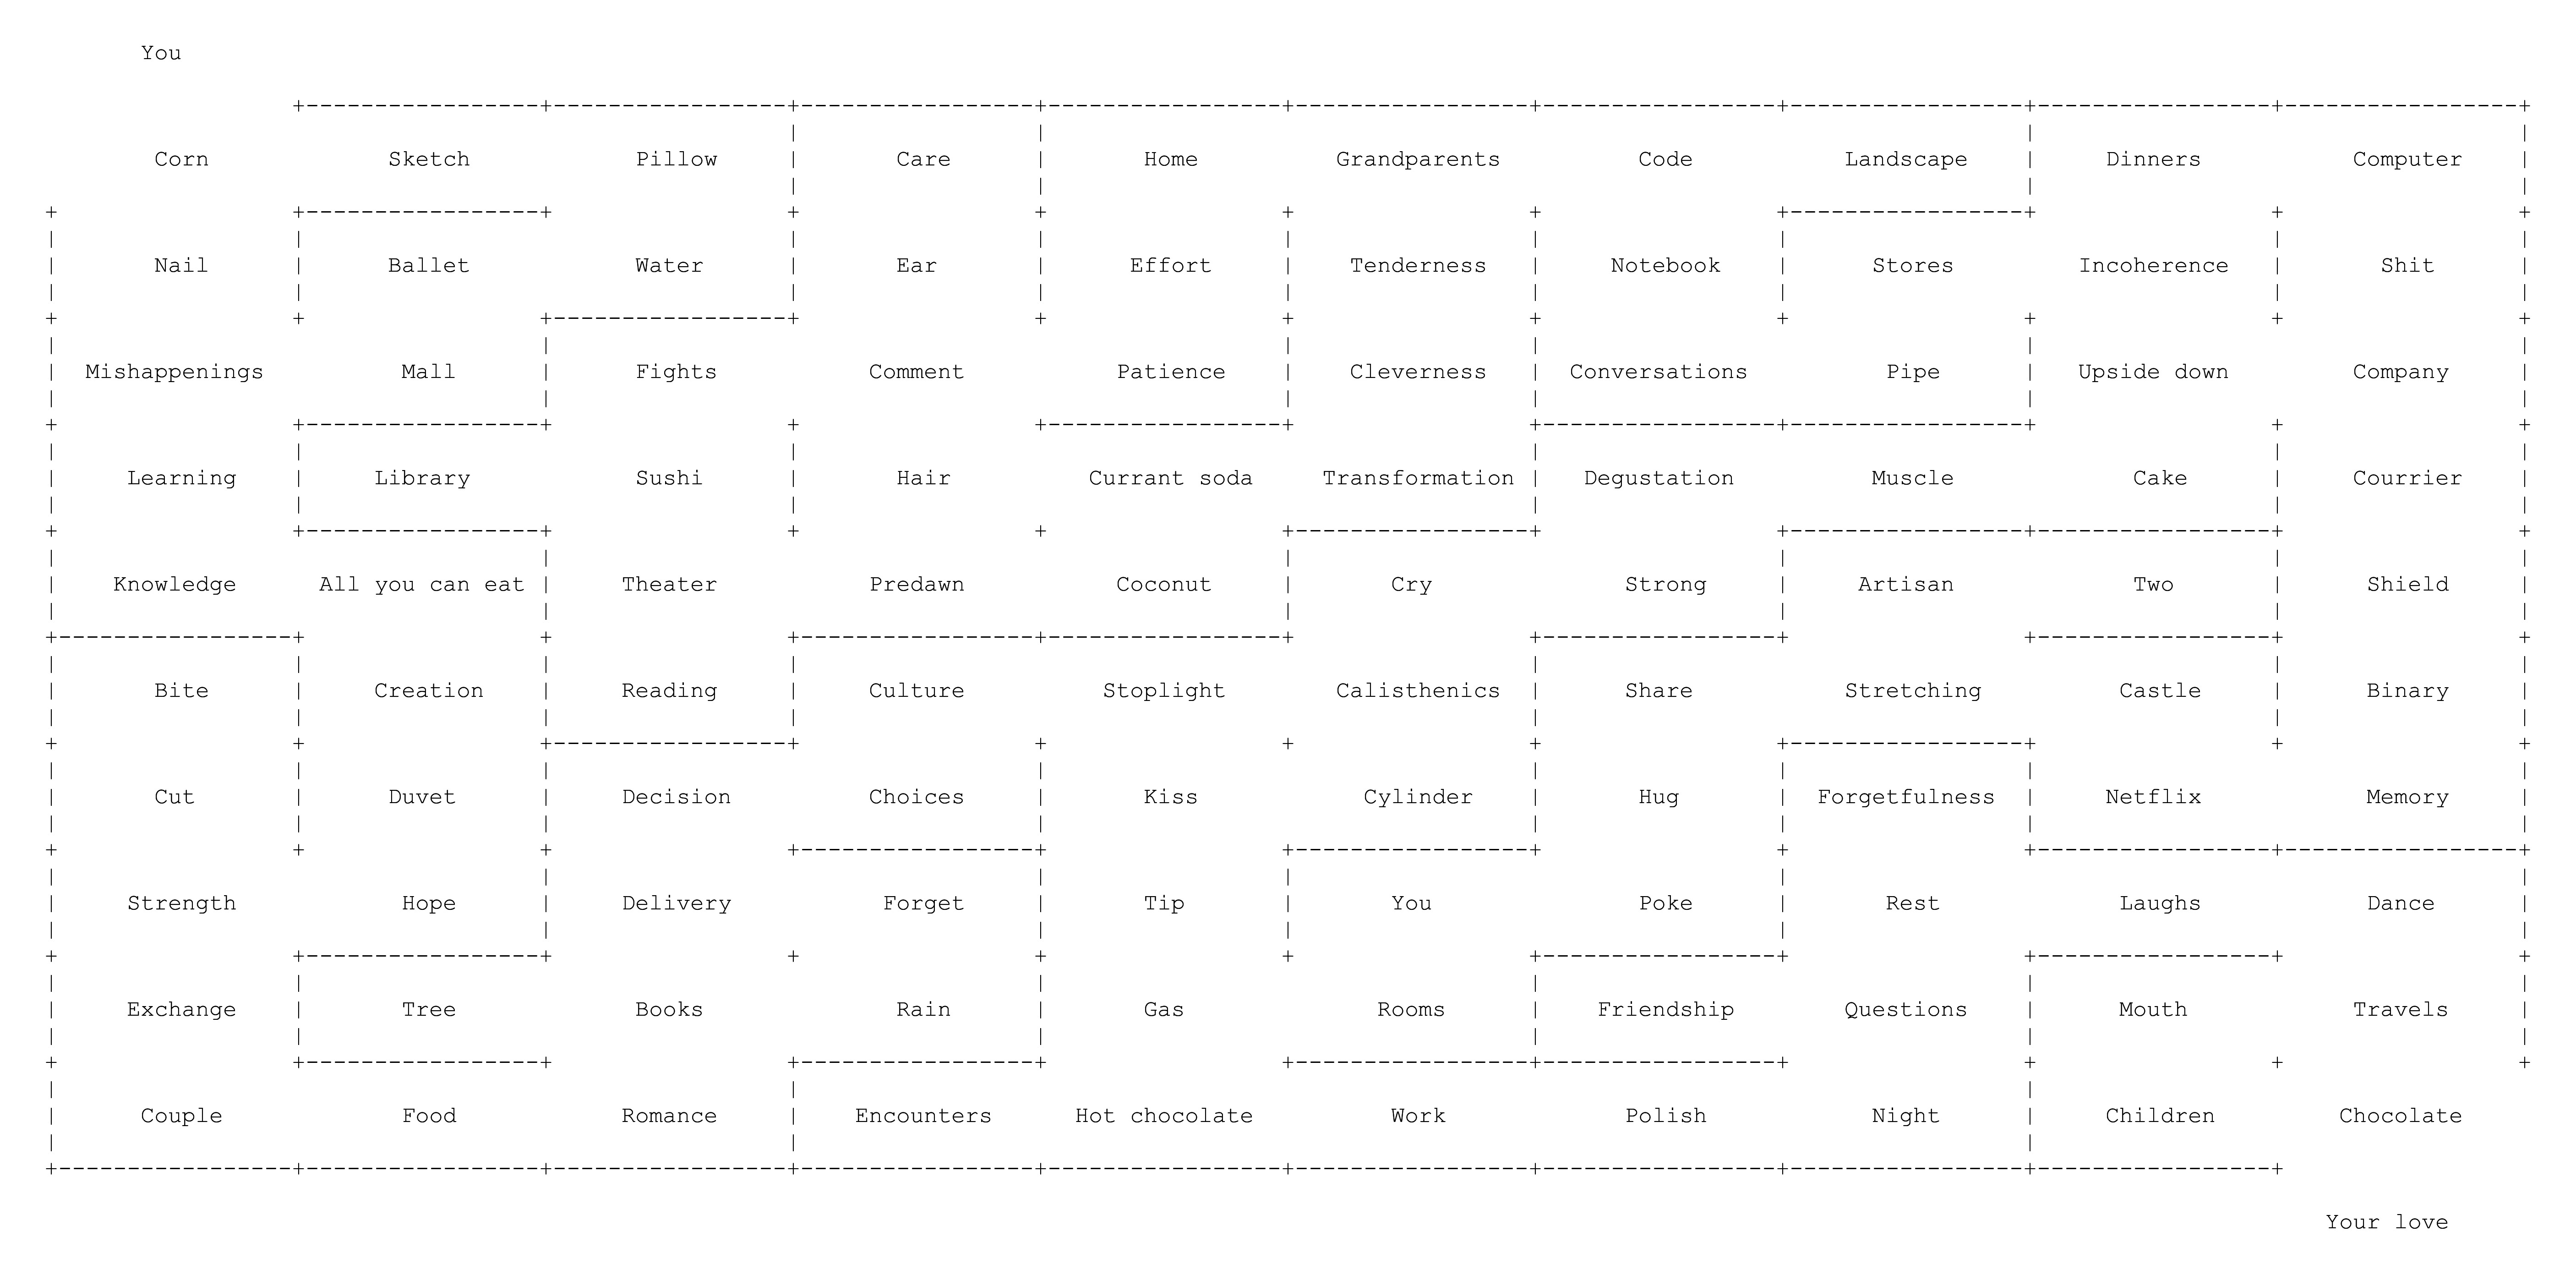 You
Corn Sketch Pillow Care Home Grandparents Code Landscape Dinners Computer
Nail Ballet Water Ear Effort Tenderness Notebook Stores Incoherence Shit
Mishappenings Mall Fights Comment Patience Cleverness Conversations Pipe Upside down Company
Learning Library Sushi Hair Currant soda Transformation Degustation Muscle Cake Courrier
Knowledge All you can eat Theater Predawn Coconut Cry Strong Artisan Two Shield
Bite Creation Reading Culture Stoplight Calisthenics Share Stretching Castle Binary
Cut Duvet Decision Choices Kiss Cylinder Hug Forgetfulness Netflix Memory
Strength Hope Delivery Forget Tip You Poke Rest Laughs Dance
Exchange Tree Books Rain Gas Rooms Friendship Questions Mouth Travels
Couple Food Romance Encounters Hot chocolate Work Polish Night Children Chocolate
Your love